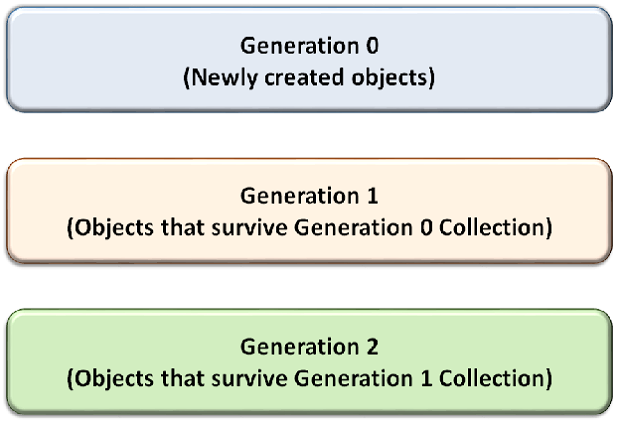 Generation 0
(Newly created objects)
Generation 1
(Objects that survive Generation 0 Collection)
Generation 2
(Objects that survive Generation 1 Collection)